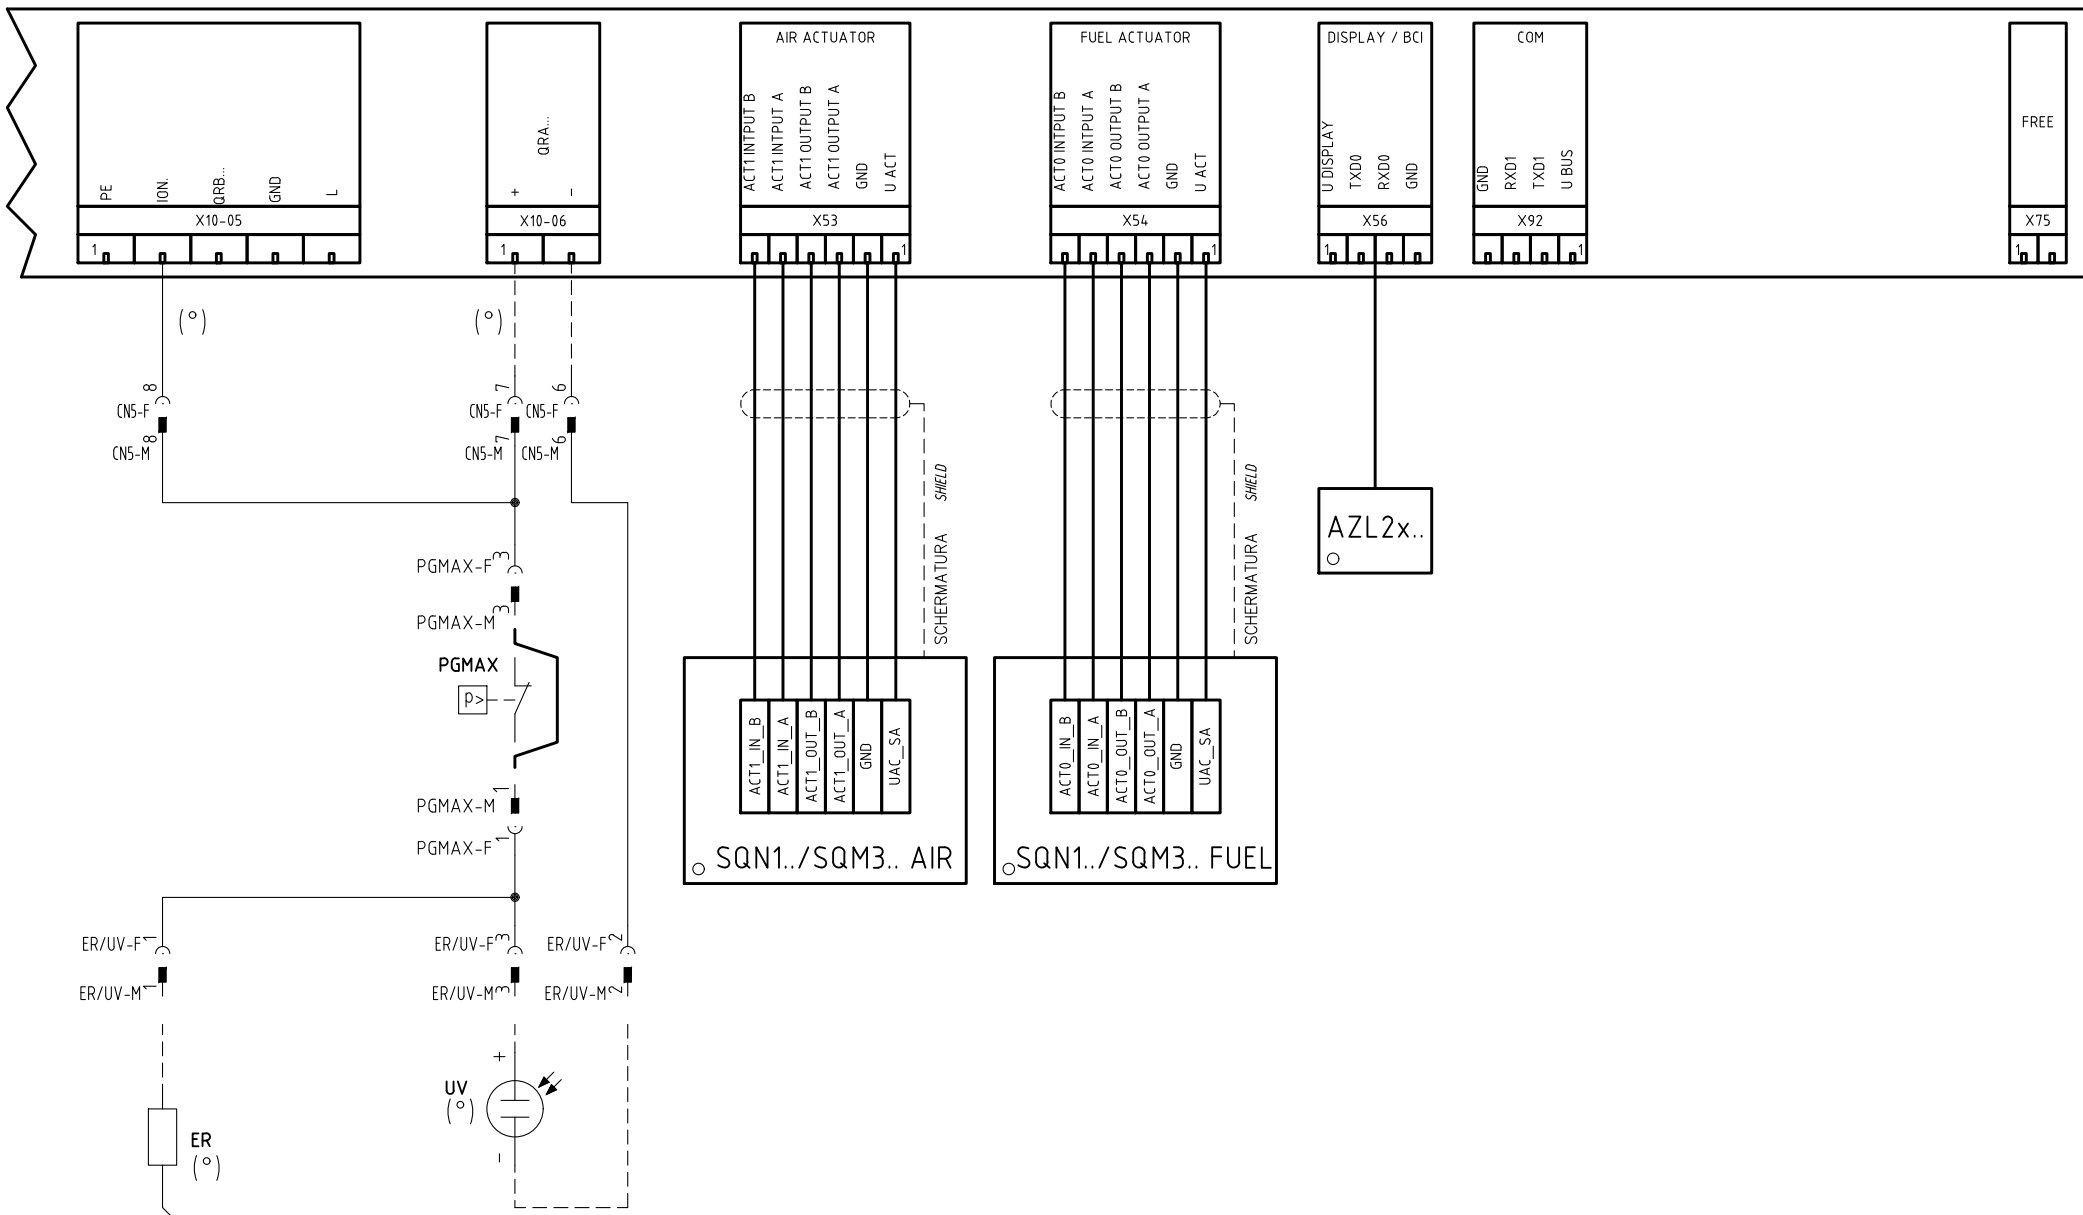 AIR ACTUATOR
FUEL ACTUATOR
DISPLAY / BCI
COM
PE
ION.
QRB...
GND
L
+
QRA...
-
ACT1 INTPUT B
ACT1 INTPUT A
ACT1 OUTPUT B
ACT1 OUTPUT A
GND
U ACT
ACT0 INTPUT B
ACT0 INTPUT A
ACT0 OUTPUT B
ACT0 OUTPUT A
GND
U ACT
U DISPLAY
TXD0
RXD0
GND
GND
RXD1
TXD1
U BUS
FREE
X10-05
X10-06
X53
X54
X56
X92
X75
1
1
1
1
1
1
1
(°)
(°)
8
CN5-F
8
CN5-M
7
CN5-F
7
CN5-M
6
CN5-F
6
CN5-M
SCHERMATURA SHIELD
SCHERMATURA SHIELD
AZL2x..
PGMAX-F 3
PGMAX-M 3
PGMAX
p>
PGMAX-M 1
PGMAX-F 1
ACT1_IN_B
ACT1_IN_A
ACT1_OUT_B
ACT1_OUT_A
GND
UAC_SA
SQN1../SQM3.. AIR
ACT0_IN_B
ACT0_IN_A
ACT0_OUT_B
ACT0_OUT_A
GND
UAC_SA
SQN1../SQM3.. FUEL
ER/UV-F 1
ER/UV-F 3
ER/UV-F 2
ER/UV-M 1
ER/UV-M 3
ER/UV-M 2
+
UV
(°)
-
ER
(°)